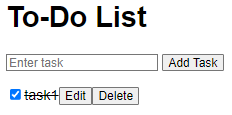 To-Do List
Enter task Add Task
task1 Edit Delete